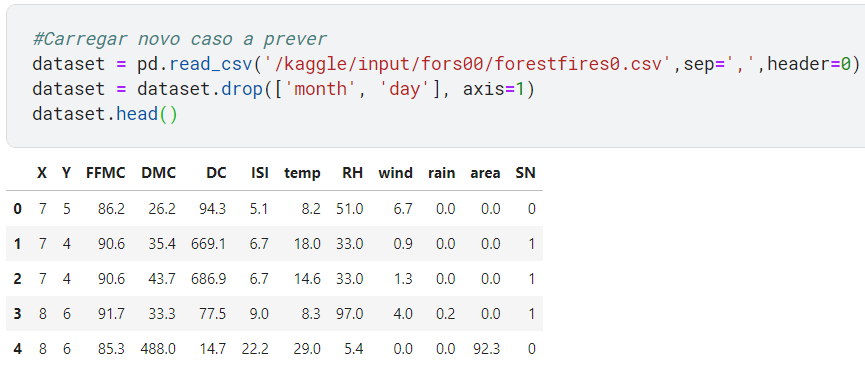 #Carregar novo caso a prever
dataset = pd.read_csv('/kaggle/input/fors00/forestfires0.csv',sep=',',header=0)
dataset = dataset.drop(['month', 'day'], axis=1)
dataset.head()
X Y FFMC DMC DC ISI temp RH wind rain area SN
0 7 5 86.2 26.2 94.3 5.1 8.2 51.0 6.7 0.0 0.0 0
1 7 4 90.6 35.4 669.1 6.7 18.0 33.0 0.9 0.0 0.0 1
2 7 4 90.6 43.7 686.9 6.7 14.6 33.0 1.3 0.0 0.0 1
3 8 6 91.7 33.3 77.5 9.0 8.3 97.0 4.0 0.2 0.0 1
4 8 6 85.3 488.0 14.7 22.2 29.0 5.4 0.0 0.0 92.3 0